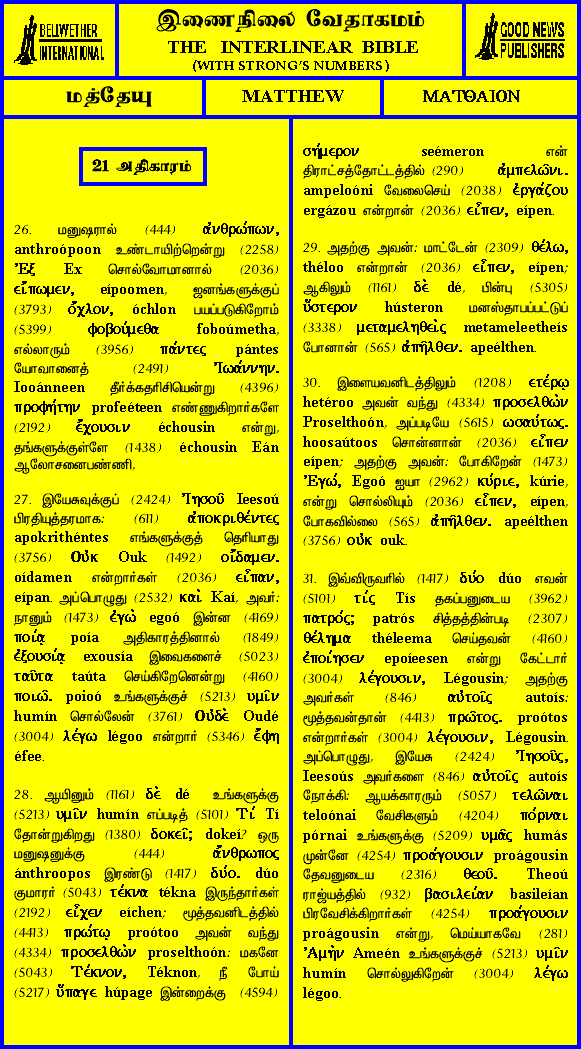 BELLWETHER
INTERNATIONAL
இணைநிலை வேதாகமம்
THE INTERLINEAR BIBLE
(WITH STRONG'S NUMBERS)
GOOD NEWS
PUBLISHERS
மத்தேயு
MATTHEW
ΜΑΤΘΑΙΟΝ
21 அதிகாரம்
26. மனுஷரால் (444) ἀνθρώπων,
anthroópoon உண்டாயிற்றென்று (2258)
Ἐξ Ex சொல்வோமானால் (2036)
εἴπωμεν, eípoomen, ஜனங்களுக்குப்
(3793) ὄχλον, óchlon பயப்படுகிறோம்
(5399) φοβούμεθα foboúmetha,
எல்லாரும் (3956) πάντες pántes
யோவானைத் (2491) Ἰωάννην.
Iooánneen தீர்க்கதரிசியென்று (4396)
προφήτην profeéteen எண்ணுகிறார்களே
(2192) ἔχουσιν échousin என்று,
தங்களுக்குள்ளே (1438) échousin Eán
ஆலோசனைபண்ணி,
27. இயேசுவுக்குப் (2424) Ἰησοῦ Ieesoú
பிரதியுத்தரமாக: (611) ἀποκριθέντες
apokrithéntes எங்களுக்குத் தெரியாது
(3756) Οὐκ Ouk (1492) οἴδαμεν.
oídamen என்றார்கள் (2036) εἶπαν,
eípan. அப்பொழுது (2532) καὶ Kaí, அவர்:
நானும் (1473) ἐγὼ egoó இன்ன (4169)
ποίᾳ poía அதிகாரத்தினால் (1849)
ἐξουσίᾳ exousía இவைகளைச் (5023)
ταῦτα taúta செய்கிறேனென்று (4160)
ποιῶ. poioó உங்களுக்குச் (5213) υμῖν
humín சொல்லேன் (3761) Οὐδὲ Oudé
(3004) λέγω légoo என்றார் (5346) ἔφη
éfee.
28. ஆயினும் (1161) δὲ dé உங்களுக்கு
(5213) υμῖν humín எப்படித் (5101) Τί Tí
தோன்றுகிறது (1380) δοκεῖ; dokeí? ஒரு
மனுஷனுக்கு (444) ἄνθρωπος
ánthroopos இரண்டு (1417) δύο. dúo
குமாரர் (5043) τέκνα tékna இருந்தார்கள்
(2192) εἶχεν eíchen; மூத்தவனிடத்தில்
(4413) πρώτῳ proótoo அவன் வந்து
(4334) προσελθὼν proselthoón: மகனே
(5043) Τέκνον, Téknon, நீ போய்
(5217) ὕπαγε húpage இன்றைக்கு (4594)
σήμερον seémeron என்
திராட்சத்தோட்டத்தில் (290) ἀμπελῶνι.
ampeloóni வேலைசெய் (2038) ἐργάζου
ergázou என்றான் (2036) εἶπεν, eípen.
29. அதற்கு அவன்: மாட்டேன் (2309) θέλω,
théloo என்றான் (2036) εἶπεν, eípen;
ஆகிலும் (1161) δὲ dé, பின்பு (5305)
ὕστερον hústeron மனஸ்தாபப்பட்டுப்
(3338) μεταμεληθεὶς metameleetheís
போனான் (565) ἀπῆλθεν. apeélthen.
30. இளையவனிடத்திலும் (1208) ετέρῳ
hetéroo அவன் வந்து (4334) προσελθὼν
Proselthoón, அப்படியே (5615) ωσαύτως.
hoosaútoos சொன்னான் (2036) εἶπεν
eípen; அதற்கு அவன்: போகிறேன் (1473)
Ἐγώ, Egoó ஐயா (2962) κύριε, kúrie,
என்று சொல்லியும் (2036) εἶπεν, eípen,
போகவில்லை (565) ἀπῆλθεν. apeélthen
(3756) οὐκ ouk.
31. இவ்விருவரில் (1417) δύο dúo எவன்
(5101) τίς Tís தகப்பனுடைய (3962)
πατρός; patrós சித்தத்தின்படி (2307)
θέλημα théleema செய்தவன் (4160)
ἐποίησεν epoíeesen என்று கேட்டார்
(3004) λέγουσιν, Légousin; அதற்கு
அவர்கள் (846) αὐτοῖς autoís:
மூத்தவன்தான் (4413) πρῶτος. proótos
என்றார்கள் (3004) λέγουσιν, Légousin.
அப்பொழுது, இயேசு (2424) Ἰησοῦς,
Ieesoús அவர்களை (846) αὐτοῖς autoís
நோக்கி: ஆயக்காரரும் (5057) τελῶναι
teloónai வேசிகளும் (4204) πόρναι
pórnai உங்களுக்கு (5209) υμᾶς humás
முன்னே (4254) προάγουσιν proágousin
தேவனுடைய (2316) θεοῦ. Theoú
ராஜ்யத்தில் (932) βασιλείαν basileían
பிரவேசிக்கிறார்கள் (4254) προάγουσιν
proágousin என்று, மெய்யாகவே (281)
Ἀμὴν Ameén உங்களுக்குச் (5213) υμῖν
humín சொல்லுகிறேன் (3004) λέγω
légoo.